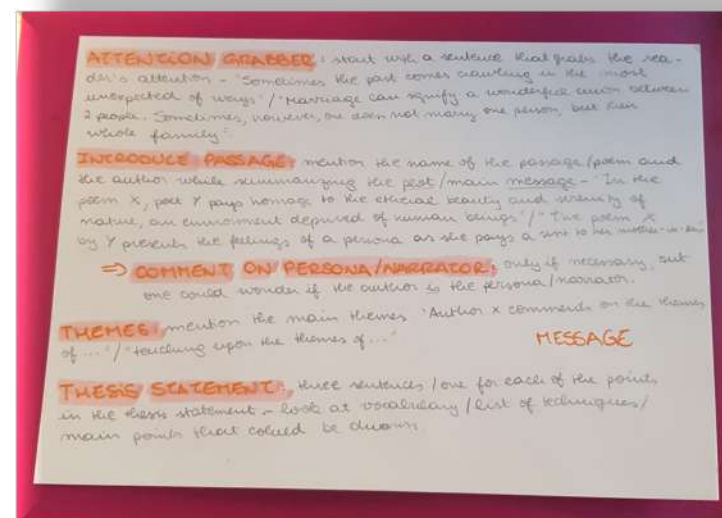 ATTENTION GRABBER: start with a sentence that grabs the rea-
der's attention - "Sometimes the past comes crawling in the most
unexpected of ways"/"Marriage can signify a wonderful union between
2 people. Sometimes, however, one does not marry one person, but their
whole family".
INTRODUCE PASSAGE: mention the name of the passage/poem and
the author while summarizing the gist/main message - "In the
poem X, poet Y pays homage to the ethereal beauty and serenity of
nature, an environment deprived of human beings"/"The poem X
by Y presents the feelings of a persona as she pays a visit to her mother-in-law
⇒ COMMENT ON PERSONA/NARRATOR: only if necessary, but
one could wonder if the author is the persona/narrator.
THEMES: mention the main themes "Author X comments on the themes
of..."/"touching upon the themes of..."
MESSAGE
THESIS STATEMENT: three sentences/one for each of the points
in the thesis statement - look at vocabulary/list of techniques/
main points that could be drawn.